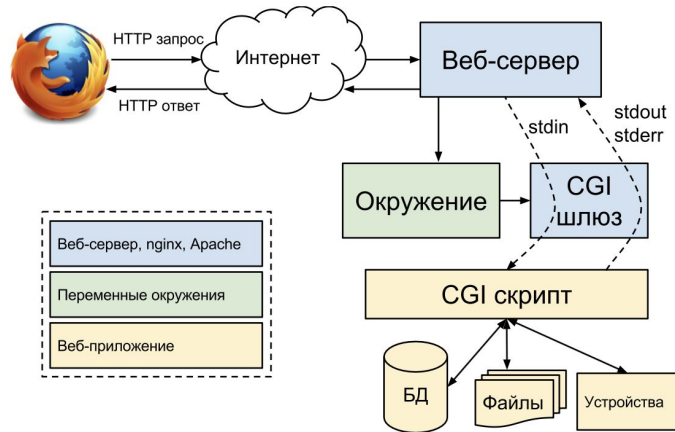 HTTP запрос
HTTP ответ
Интернет
Веб-сервер
stdin
stdout
stderr
Окружение
CGI
шлюз
Веб-сервер, nginx, Apache
Переменные окружения
Веб-приложение
CGI скрипт
БД
Файлы
Устройства